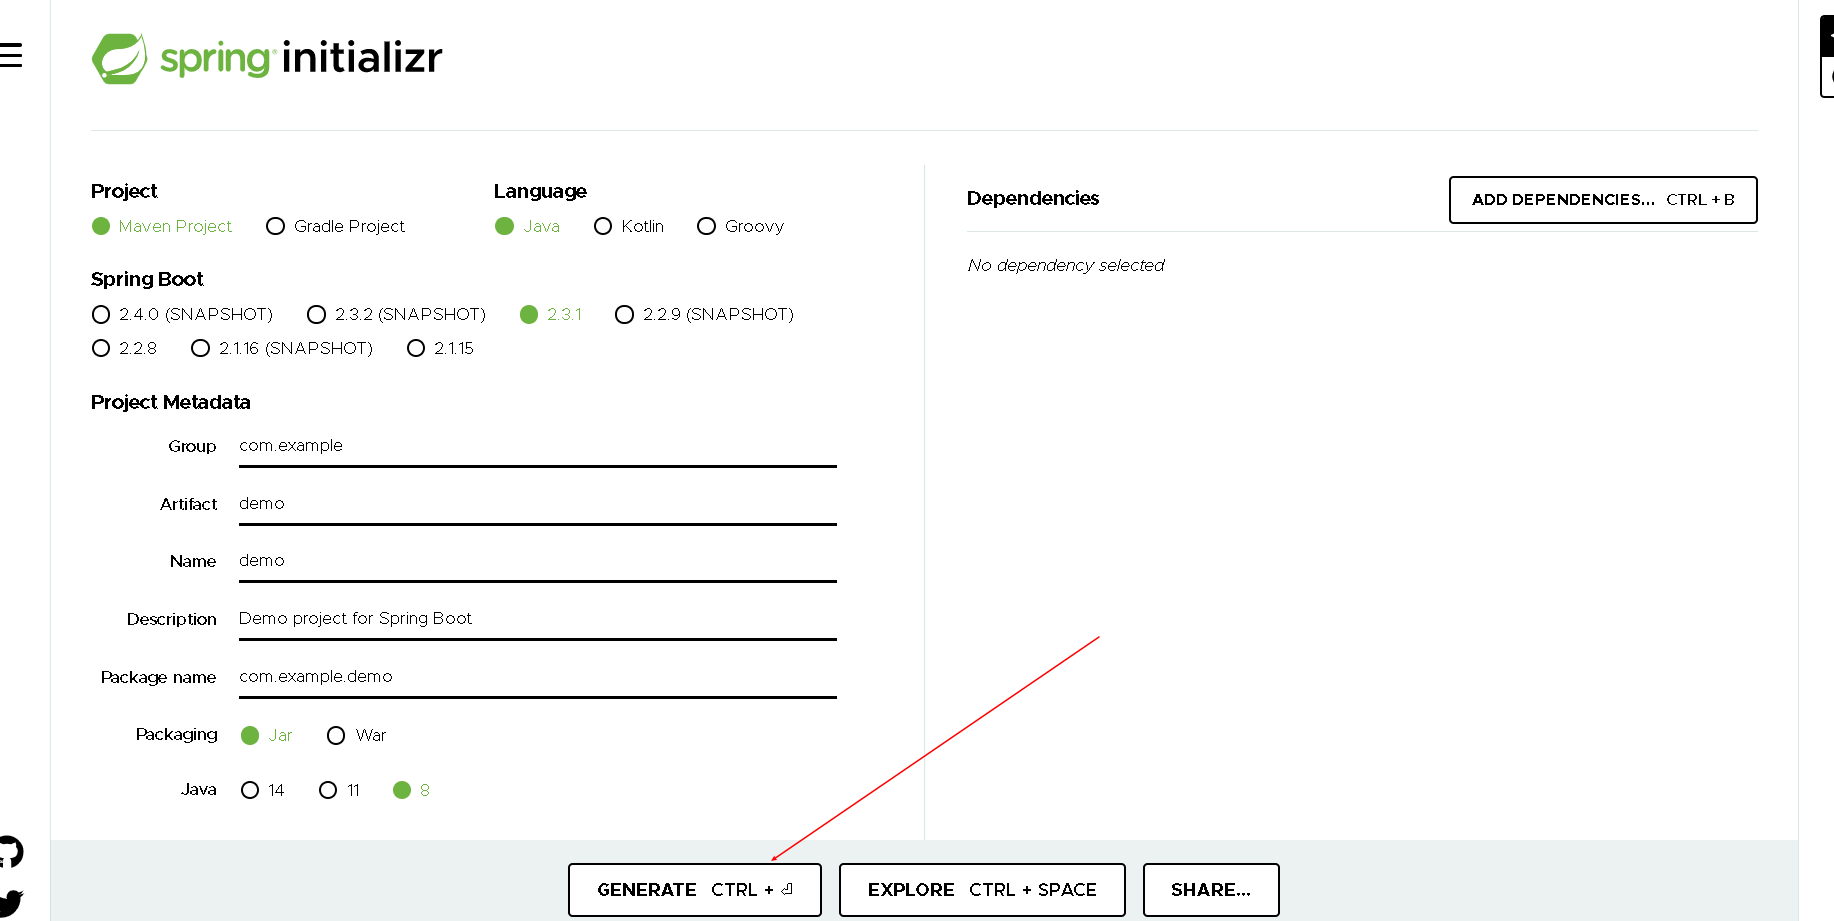 spring initializr
Project
Maven Project Gradle Project
Language
Java Kotlin Groovy
Spring Boot
2.4.0 (SNAPSHOT) 2.3.2 (SNAPSHOT) 2.3.1 2.2.9 (SNAPSHOT)
2.2.8 2.1.16 (SNAPSHOT) 2.1.15
Project Metadata
Group com.example
Artifact demo
Name demo
Description Demo project for Spring Boot
Package name com.example.demo
Packaging Jar War
Java 14 11 8
Dependencies ADD DEPENDENCIES... CTRL + B
No dependency selected
GENERATE CTRL + ⏎ EXPLORE CTRL + SPACE SHARE...